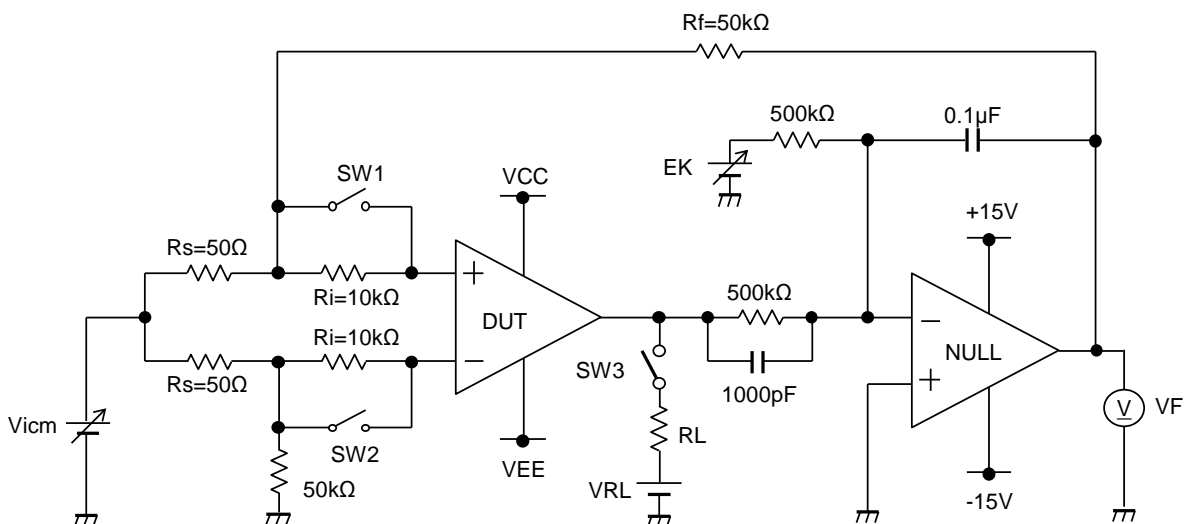 Rf=50kΩ
500kΩ
0.1μF
EK
SW1
VCC
+15V
Rs=50Ω
Ri=10kΩ
500kΩ
DUT
NULL
Ri=10kΩ
Rs=50Ω
SW3
1000pF
V
VF
Vicm
SW2
RL
50kΩ
VEE
VRL
-15V